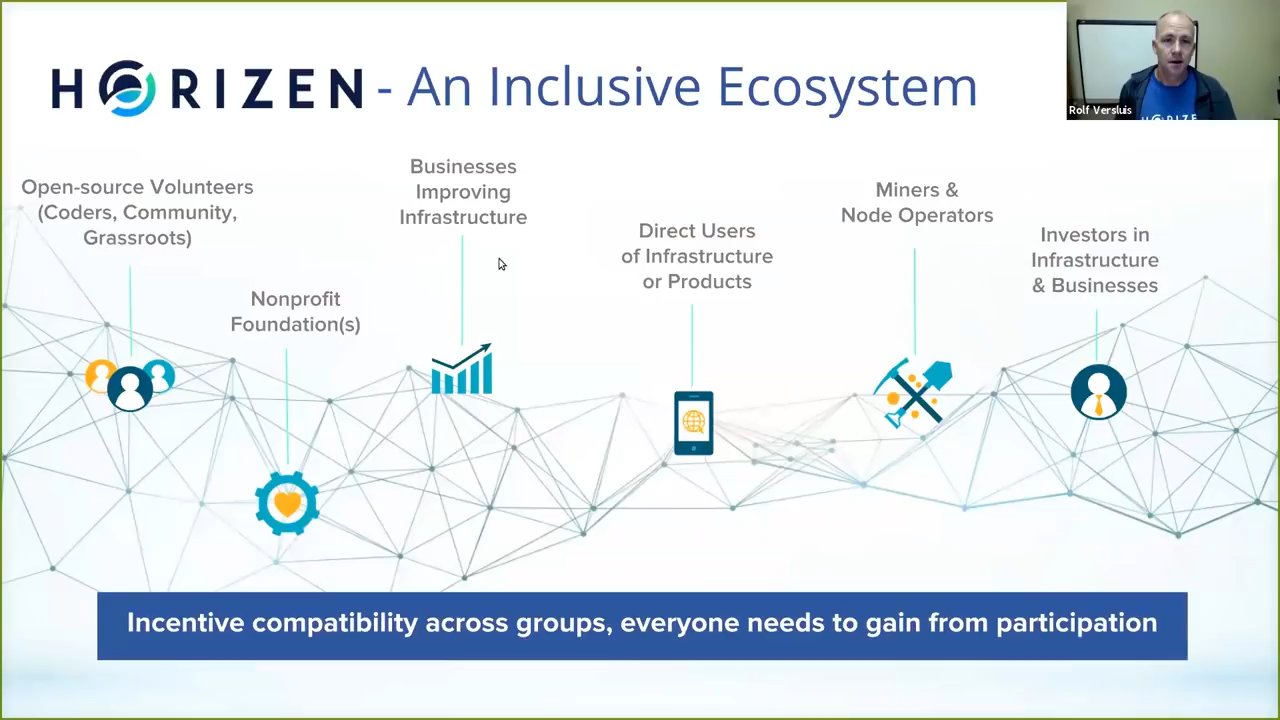 HORIZEN - An Inclusive Ecosystem
Rolf Versluis
HORIZE
Open-source Volunteers
(Coders, Community,
Grassroots)
Nonprofit
Foundation(s)
Businesses
Improving
Infrastructure
Direct Users
of Infrastructure
or Products
Miners &
Node Operators
Investors in
Infrastructure
& Businesses
Incentive compatibility across groups, everyone needs to gain from participation